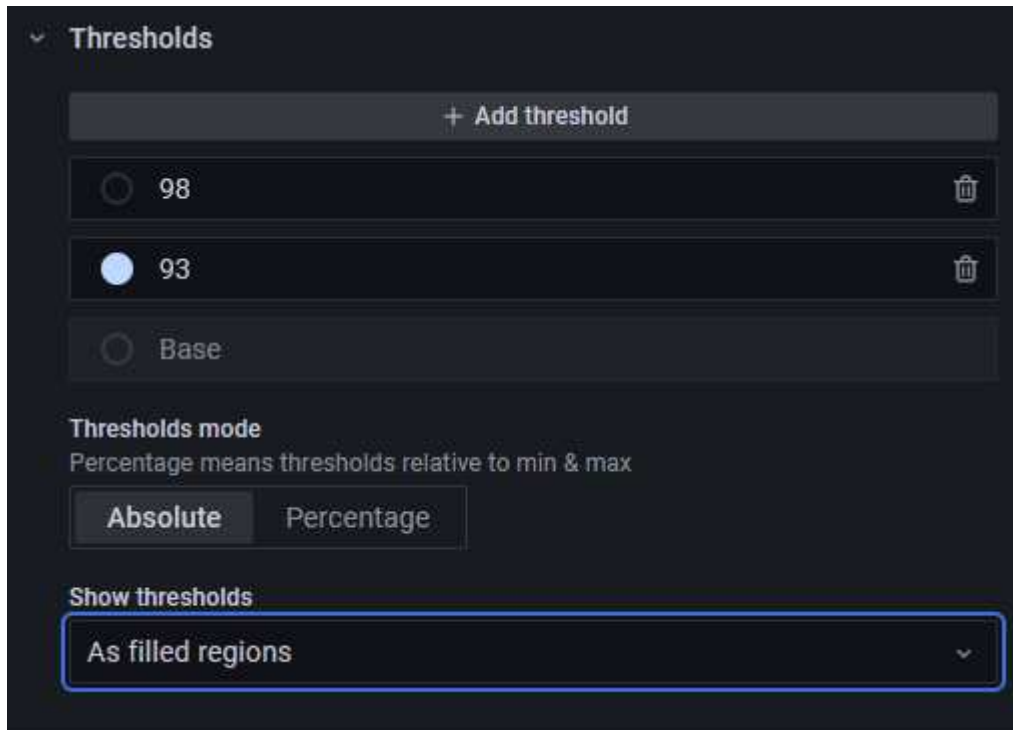 Thresholds
+ Add threshold
98
93
Base
Thresholds mode
Percentage means thresholds relative to min & max
Absolute Percentage
Show thresholds
As filled regions